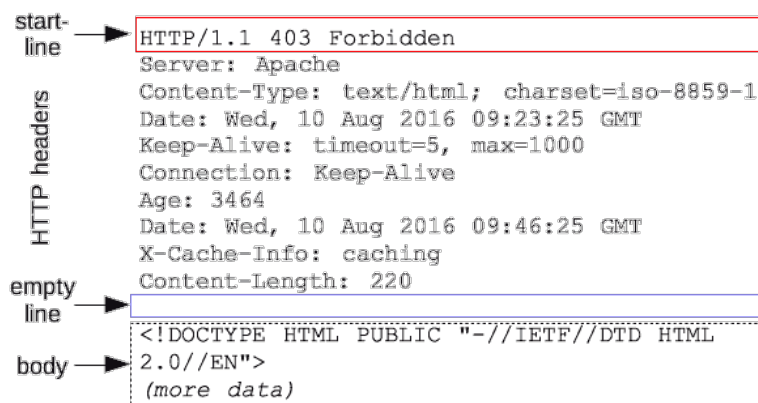 start-
line
HTTP/1.1 403 Forbidden
HTTP headers
Server: Apache
Content-Type: text/html; charset=iso-8859-1
Date: Wed, 10 Aug 2016 09:23:25 GMT
Keep-Alive: timeout=5, max=1000
Connection: Keep-Alive
Age: 3464
Date: Wed, 10 Aug 2016 09:46:25 GMT
X-Cache-Info: caching
Content-Length: 220
empty
line
body
<!DOCTYPE HTML PUBLIC "-//IETF//DTD HTML
2.0//EN">
(more data)